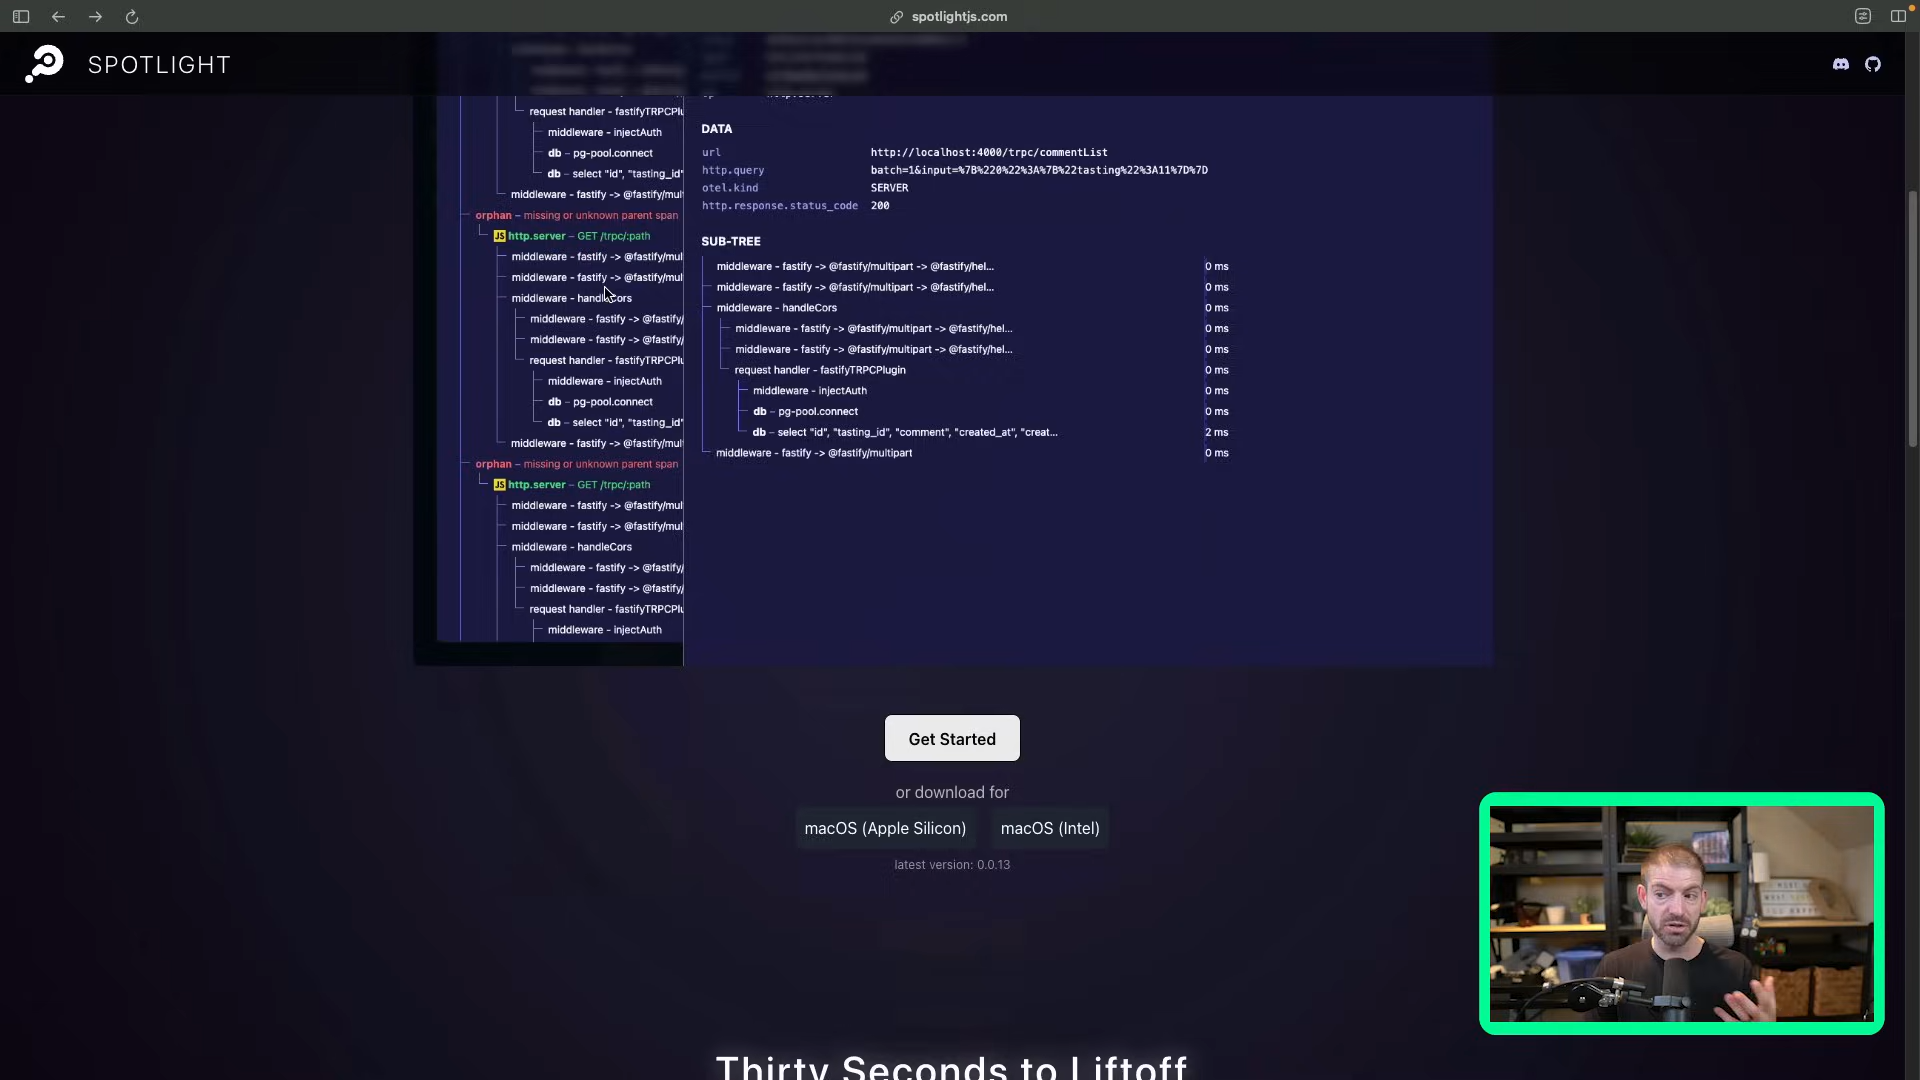 spotlightjs.com
SPOTLIGHT
request handler - fastifyTRPCPlu
middleware - injectAuth
db – pg-pool.connect
db – select "id", "tasting_id"
middleware - fastify -> @fastify/mul
orphan – missing or unknown parent span
JS http.server – GET /trpc/:path
middleware - fastify -> @fastify/mul
middleware - fastify -> @fastify/mul
middleware - handleCors
middleware - fastify -> @fastify/
middleware - fastify -> @fastify/
request handler - fastifyTRPCPlu
middleware - injectAuth
db – pg-pool.connect
db – select "id", "tasting_id"
middleware - fastify -> @fastify/mul
orphan – missing or unknown parent span
JS http.server – GET /trpc/:path
middleware - fastify -> @fastify/mul
middleware - fastify -> @fastify/mul
middleware - handleCors
middleware - fastify -> @fastify/
middleware - fastify -> @fastify/
request handler - fastifyTRPCPlu
middleware - injectAuth
DATA
url http://localhost:4000/trpc/commentList
http.query batch=1&input=%7B%220%22%3A%7B%22tasting%22%3A11%7D%7D
otel.kind SERVER
http.response.status_code 200
SUB-TREE
middleware - fastify -> @fastify/multipart -> @fastify/hel... 0 ms
middleware - fastify -> @fastify/multipart -> @fastify/hel... 0 ms
middleware - handleCors 0 ms
middleware - fastify -> @fastify/multipart -> @fastify/hel... 0 ms
middleware - fastify -> @fastify/multipart -> @fastify/hel... 0 ms
request handler - fastifyTRPCPlugin 0 ms
middleware - injectAuth 0 ms
db – pg-pool.connect 0 ms
db – select "id", "tasting_id", "comment", "created_at", "creat... 2 ms
middleware - fastify -> @fastify/multipart 0 ms
Get Started
or download for
macOS (Apple Silicon) macOS (Intel)
latest version: 0.0.13
Thirty Seconds to Liftoff